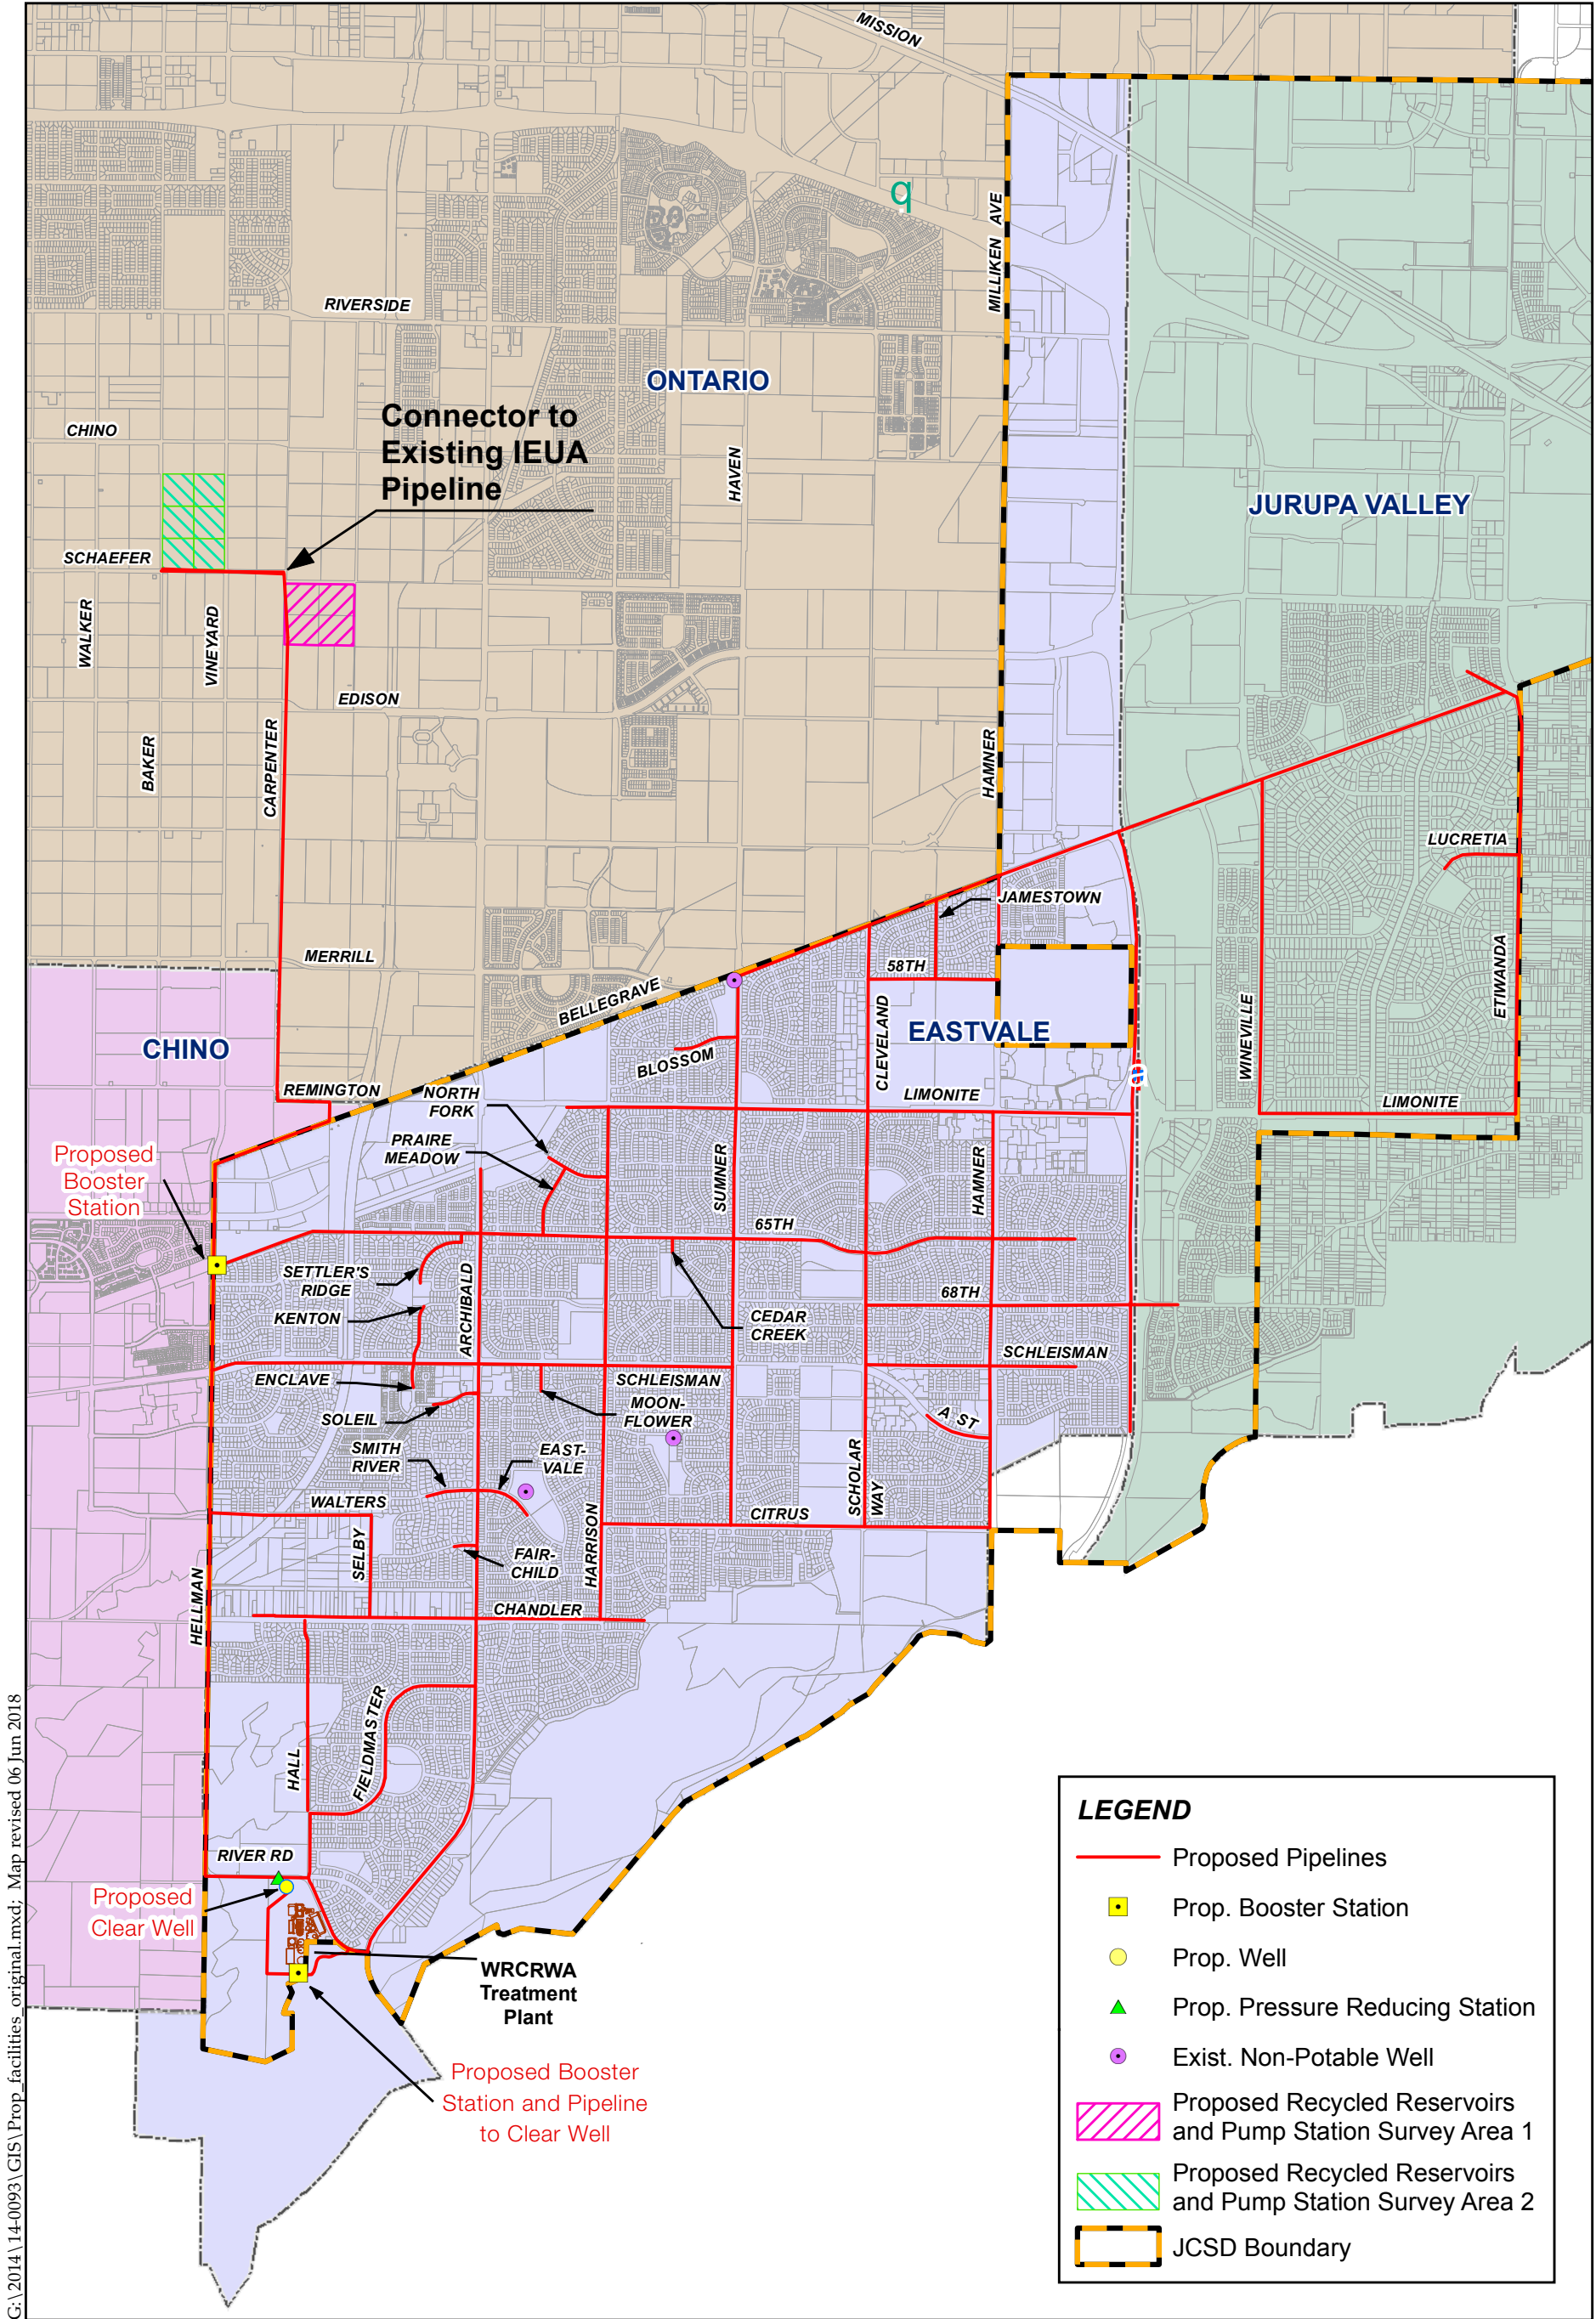 MISSION
q
MILLIKEN AVE
RIVERSIDE
ONTARIO
CHINO
Connector to
Existing IEUA
Pipeline
HAVEN
JURUPA VALLEY
SCHAEFER
WALKER
VINEYARD
EDISON
BAKER
CARPENTER
HAMNER
LUCRETIA
JAMESTOWN
MERRILL
58TH
BELLEGRAVE
ETIWANDA
CHINO
EASTVALE
CLEVELAND
WINEVILLE
BLOSSOM
REMINGTON
NORTH
FORK
LIMONITE
LIMONITE
PRAIRE
MEADOW
Proposed
Booster
Station
SUMNER
HAMNER
65TH
SETTLER'S
RIDGE
ARCHIBALD
68TH
KENTON
CEDAR
CREEK
SCHLEISMAN
ENCLAVE
SCHLEISMAN
SOLEIL
MOON-
FLOWER
A ST
SMITH
RIVER
EAST-
VALE
WALTERS
SCHOLAR
WAY
CITRUS
SELBY
HARRISON
FAIR-
CHILD
HELLMAN
CHANDLER
FIELDMASTER
HALL
RIVER RD
Proposed
Clear Well
WRCRWA
Treatment
Plant
Proposed Booster
Station and Pipeline
to Clear Well
LEGEND
Proposed Pipelines
Prop. Booster Station
Prop. Well
Prop. Pressure Reducing Station
Exist. Non-Potable Well
Proposed Recycled Reservoirs
and Pump Station Survey Area 1
Proposed Recycled Reservoirs
and Pump Station Survey Area 2
JCSD Boundary
G:\2014\14-0093\GIS\Prop_facilities_original.mxd; Map revised 06 Jun 2018